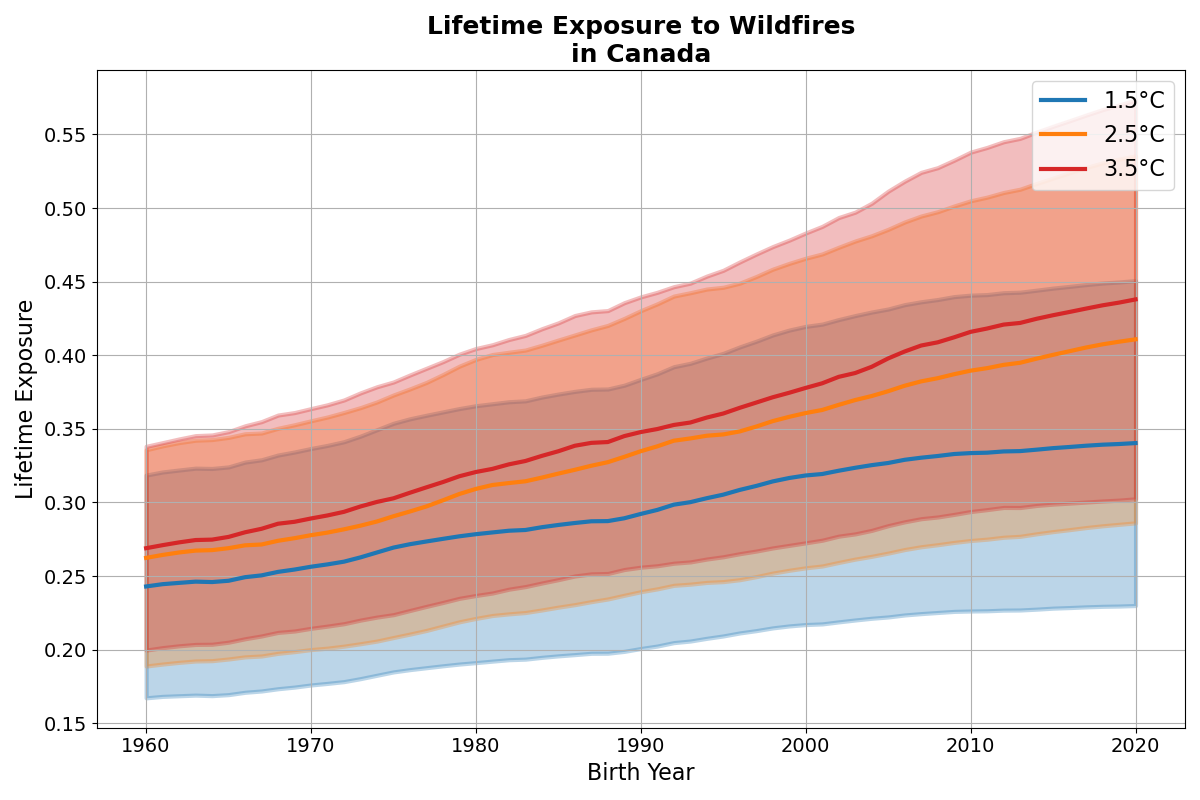 Lifetime Exposure to Wildfires
in Canada
1.5°C
2.5°C
3.5°C
Lifetime Exposure
0.55
0.50
0.45
0.40
0.35
0.30
0.25
0.20
0.15
1960 1970 1980 1990 2000 2010 2020
Birth Year